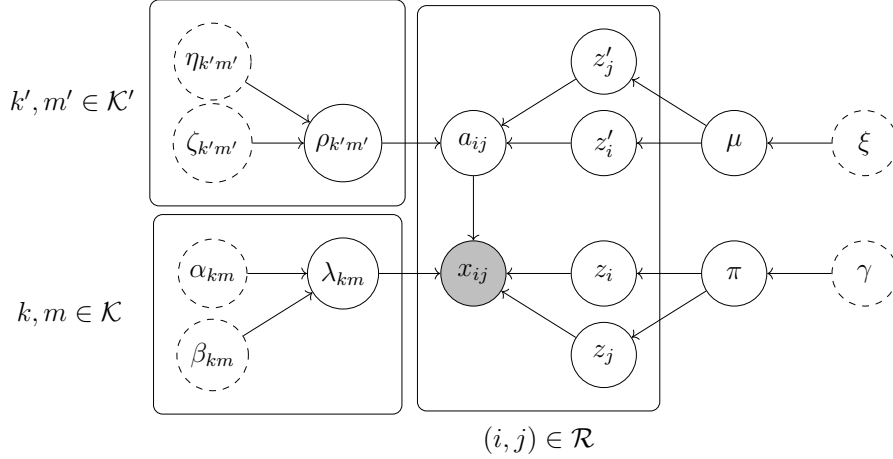 η_{k'm'} z'_j
k', m' ∈ 𝒦'
ζ_{k'm'} ρ_{k'm'} a_{ij} z'_i μ ξ
α_{km} λ_{km} x_{ij} z_i π γ
k, m ∈ 𝒦
β_{km} z_j
(i, j) ∈ ℛ